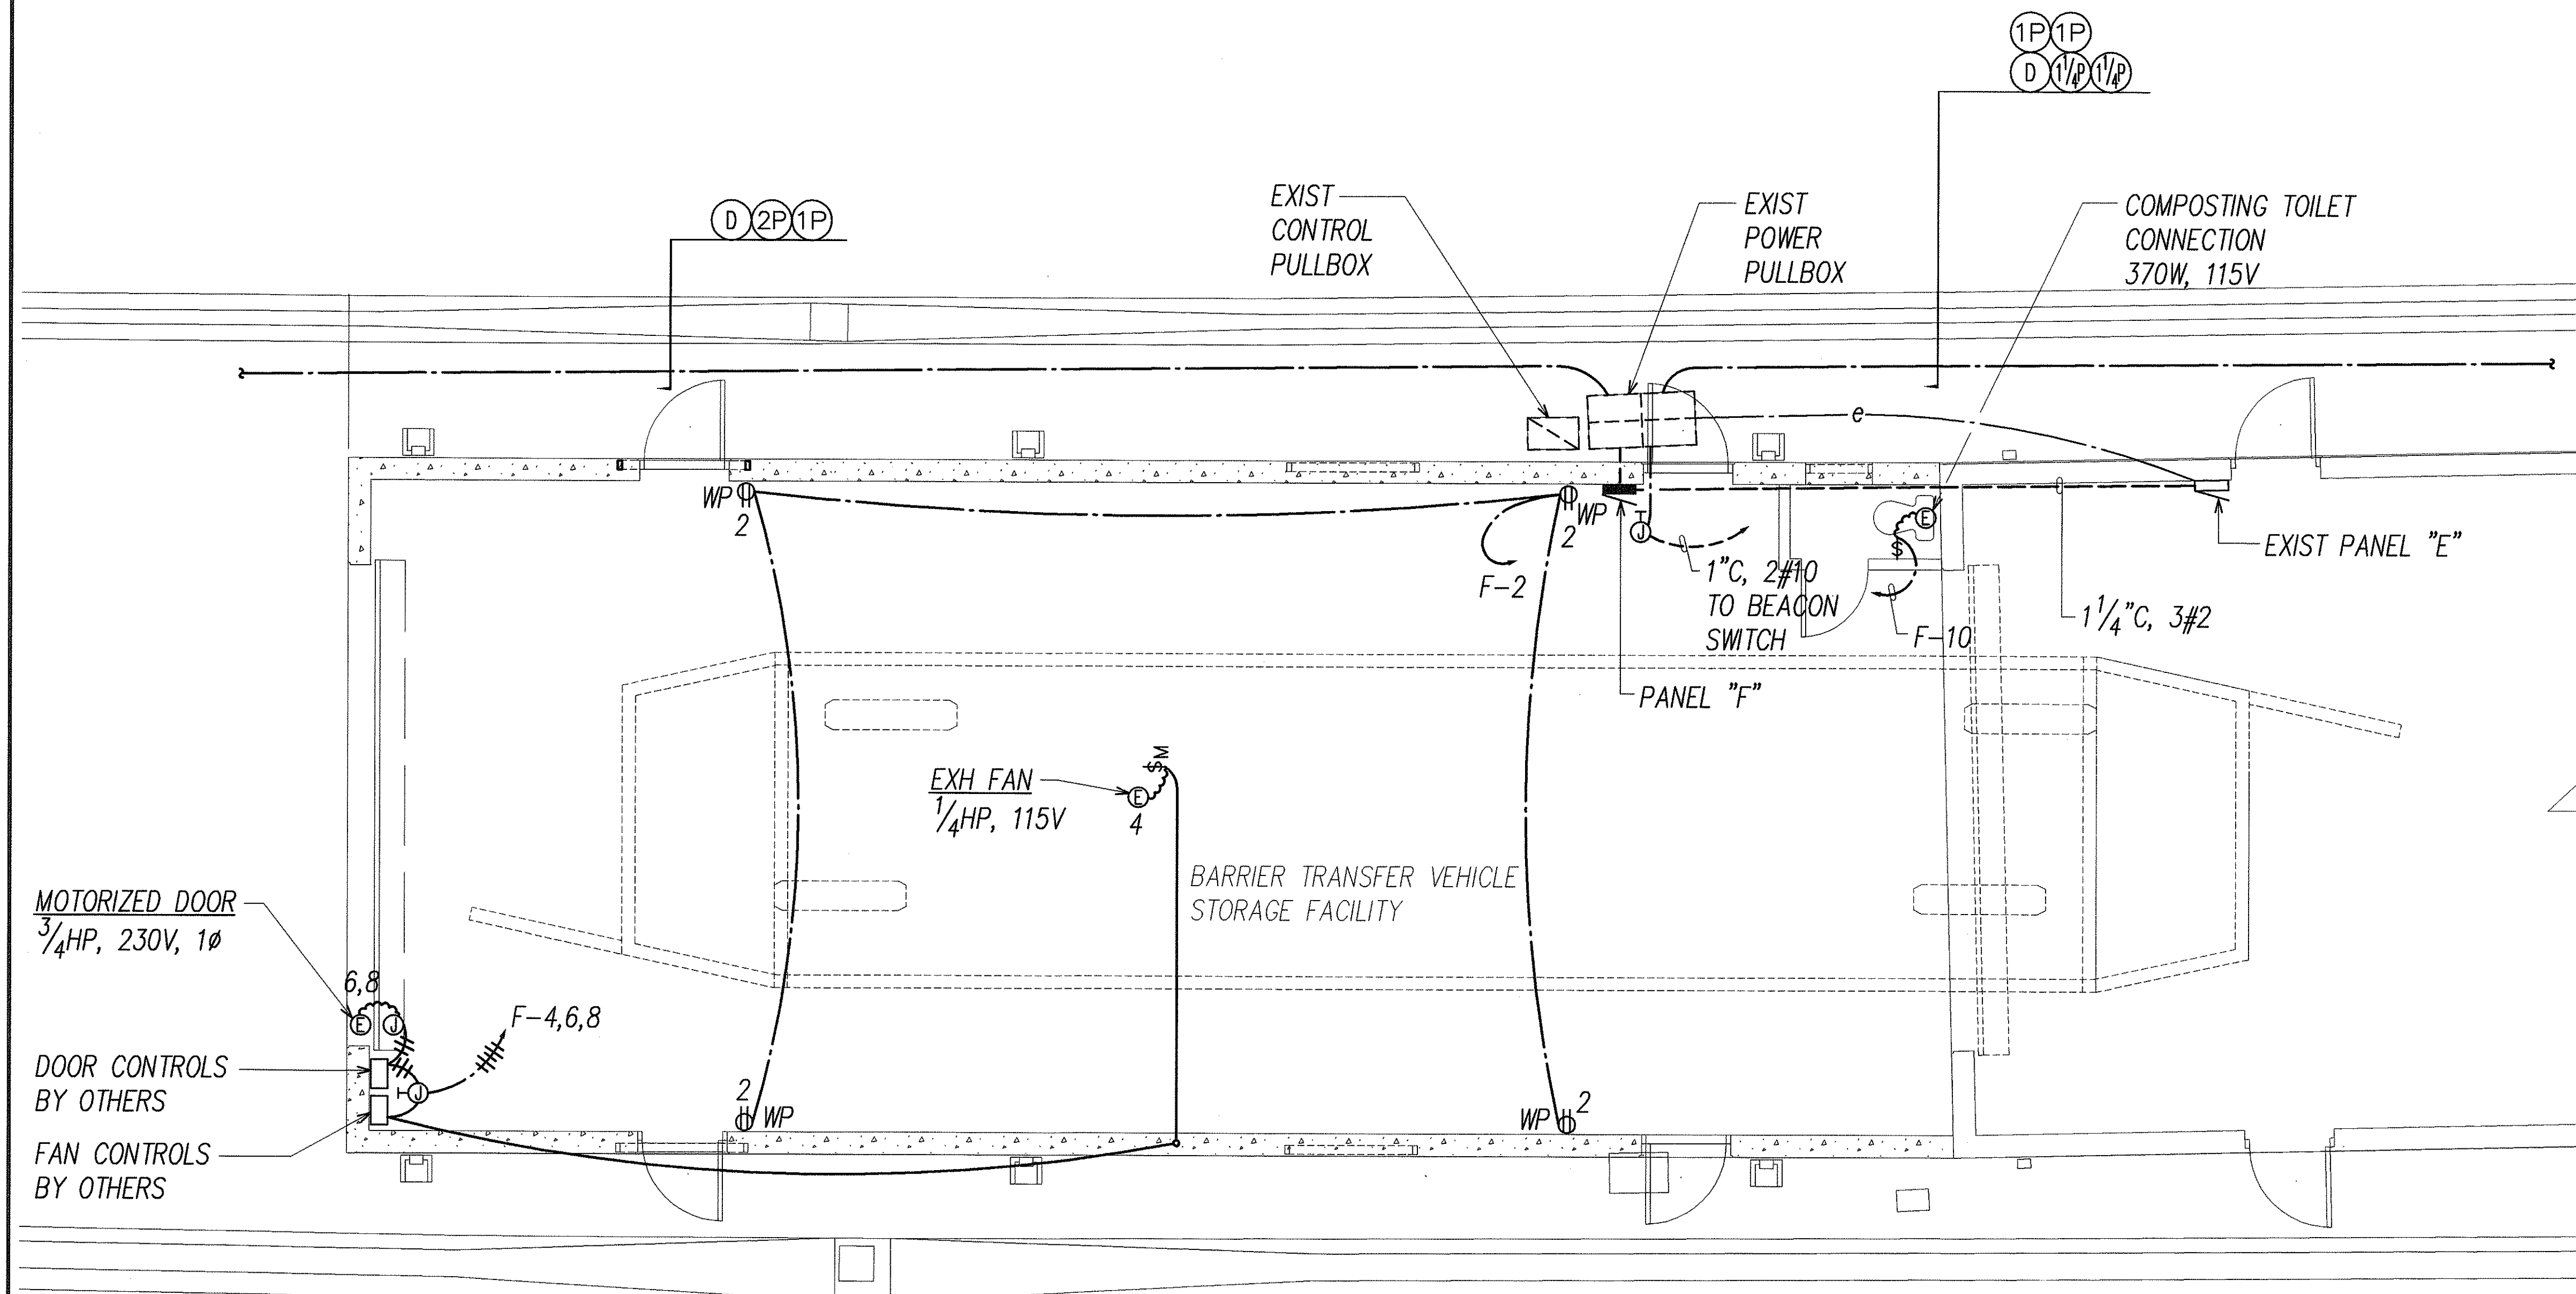 1P 1P
D 1¼P 1¼P
D 2P 1P
EXIST
CONTROL
PULLBOX
EXIST
POWER
PULLBOX
COMPOSTING TOILET
CONNECTION
370W, 115V
e
WP
2
2
WP
J
F-2
E
$
1"C, 2#10
TO BEACON
SWITCH
F-10
EXIST PANEL "E"
1¼"C, 3#2
PANEL "F"
$M
EXH FAN
¼HP, 115V
E
4
BARRIER TRANSFER VEHICLE
STORAGE FACILITY
MOTORIZED DOOR
¾HP, 230V, 1ø
6,8
E
J
F-4,6,8
DOOR CONTROLS
BY OTHERS
J
FAN CONTROLS
BY OTHERS
2
WP
WP
2